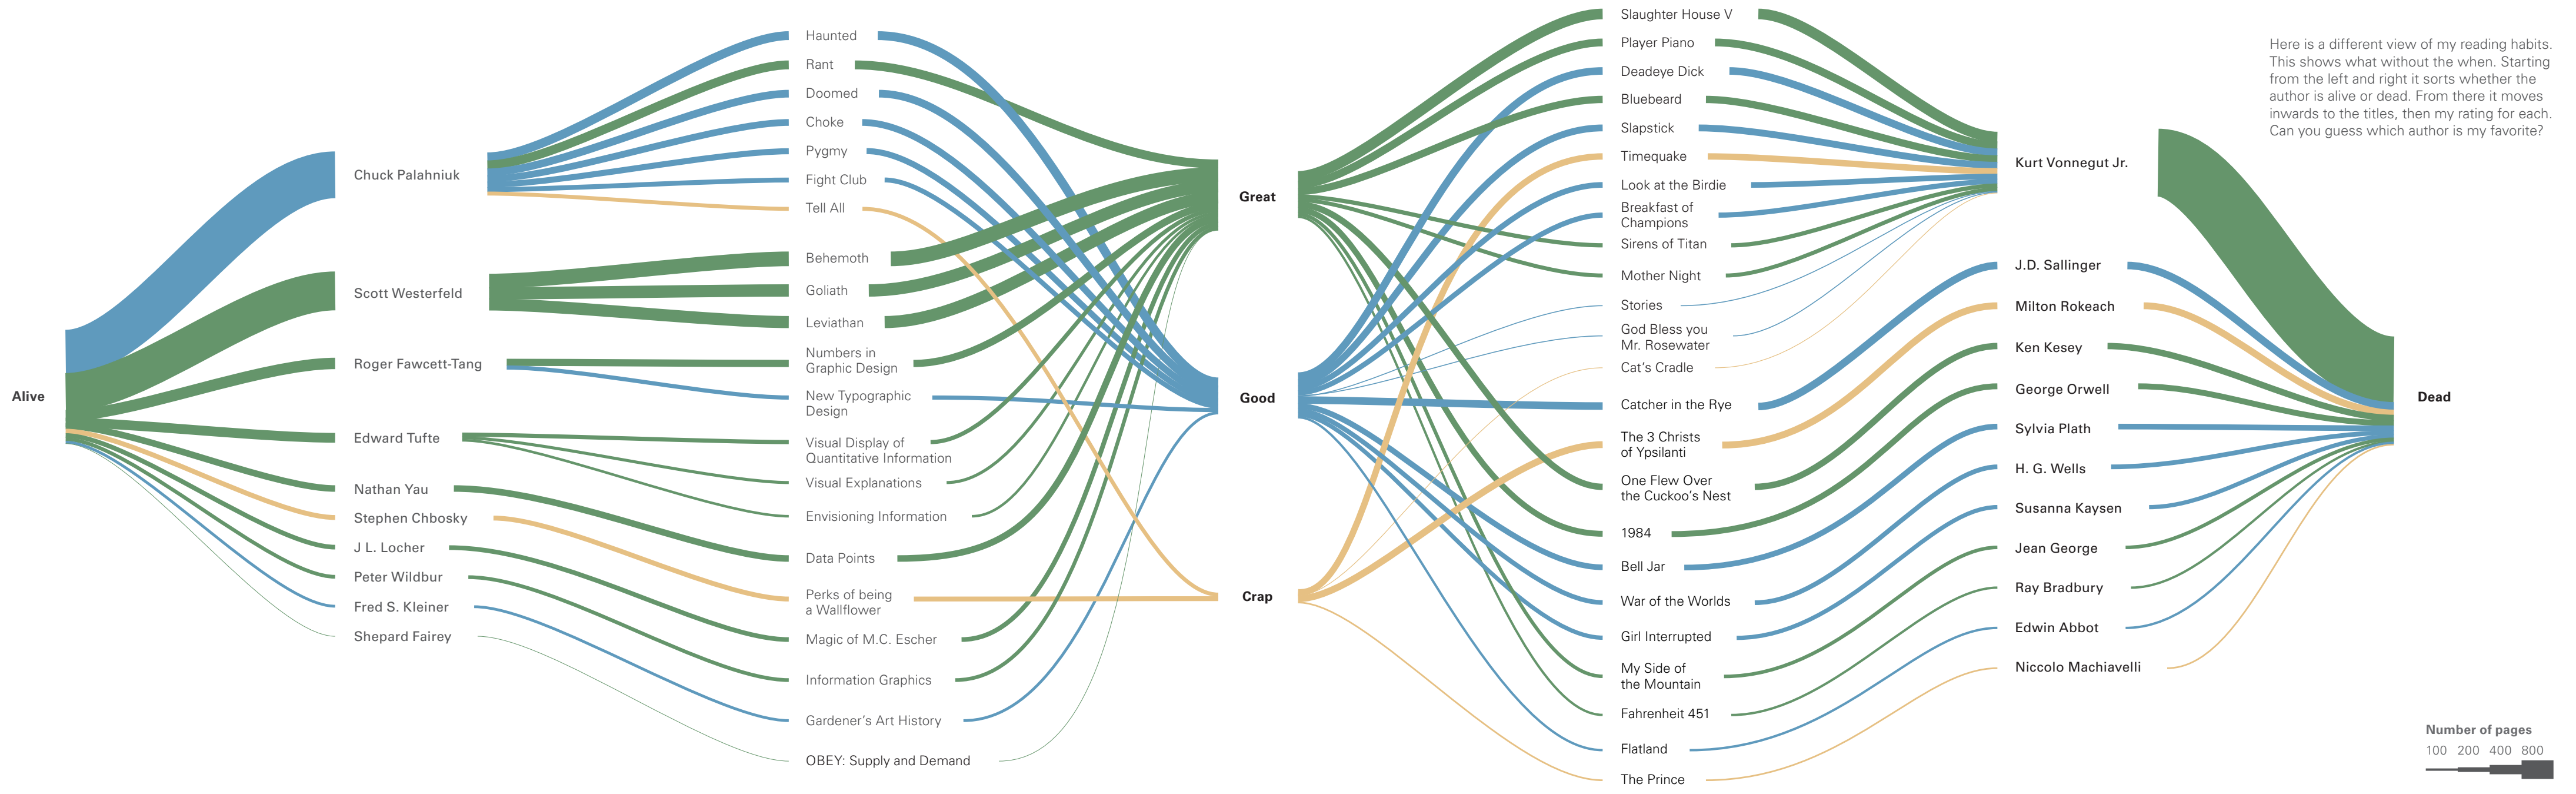 Alive
Chuck Palahniuk
Scott Westerfeld
Roger Fawcett-Tang
Edward Tufte
Nathan Yau
Stephen Chbosky
J L. Locher
Peter Wildbur
Fred S. Kleiner
Shepard Fairey
Haunted
Rant
Doomed
Choke
Pygmy
Fight Club
Tell All
Behemoth
Goliath
Leviathan
Numbers in
Graphic Design
New Typographic
Design
Visual Display of
Quantitative Information
Visual Explanations
Envisioning Information
Data Points
Perks of being
a Wallflower
Magic of M.C. Escher
Information Graphics
Gardener's Art History
OBEY: Supply and Demand
Great
Good
Crap
Slaughter House V
Player Piano
Deadeye Dick
Bluebeard
Slapstick
Timequake
Look at the Birdie
Breakfast of
Champions
Sirens of Titan
Mother Night
Stories
God Bless you
Mr. Rosewater
Cat's Cradle
Catcher in the Rye
The 3 Christs
of Ypsilanti
One Flew Over
the Cuckoo's Nest
1984
Bell Jar
War of the Worlds
Girl Interrupted
My Side of
the Mountain
Fahrenheit 451
Flatland
The Prince
Kurt Vonnegut Jr.
J.D. Sallinger
Milton Rokeach
Ken Kesey
George Orwell
Sylvia Plath
H. G. Wells
Susanna Kaysen
Jean George
Ray Bradbury
Edwin Abbot
Niccolo Machiavelli
Dead
Here is a different view of my reading habits.
This shows what without the when. Starting
from the left and right it sorts whether the
author is alive or dead. From there it moves
inwards to the titles, then my rating for each.
Can you guess which author is my favorite?
Number of pages
100 200 400 800